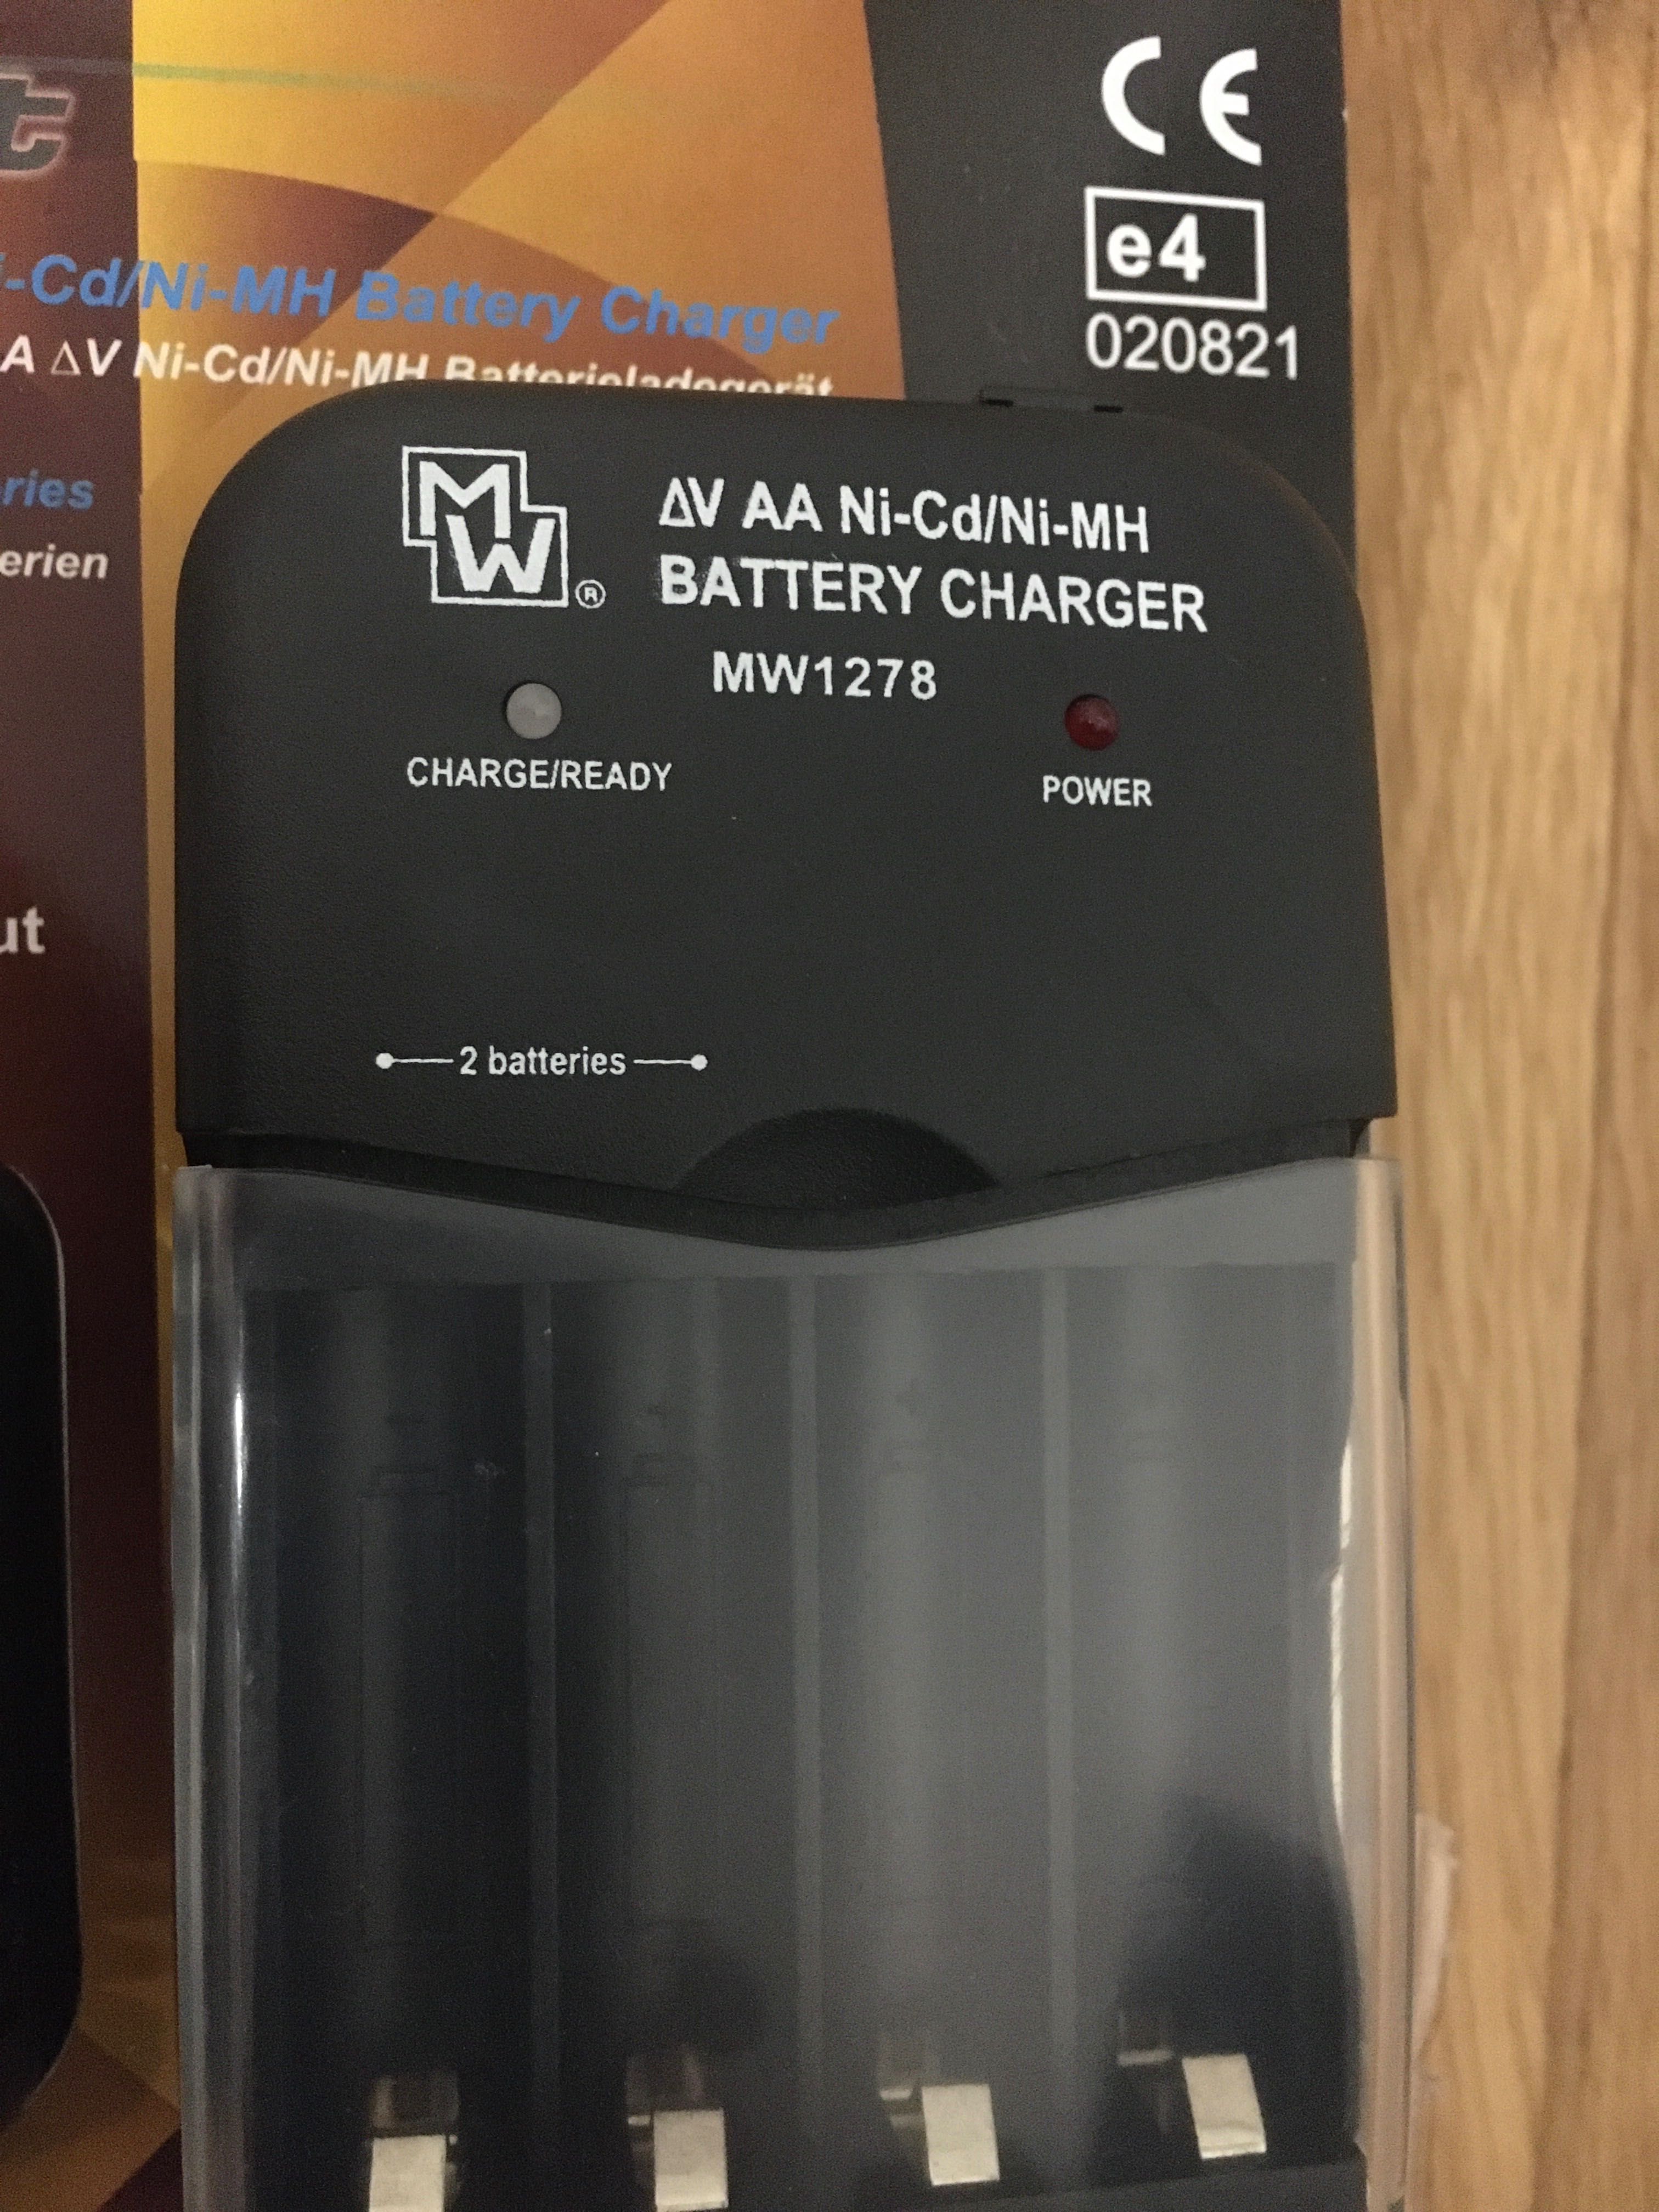 t
CE
e4
020821
i-Cd/Ni-MH Battery Charger
A ΔV Ni-Cd/Ni-MH Batterieladegerät
ries
erien
ut
MW®
ΔV AA Ni-Cd/Ni-MH
BATTERY CHARGER
MW1278
CHARGE/READY
POWER
2 batteries